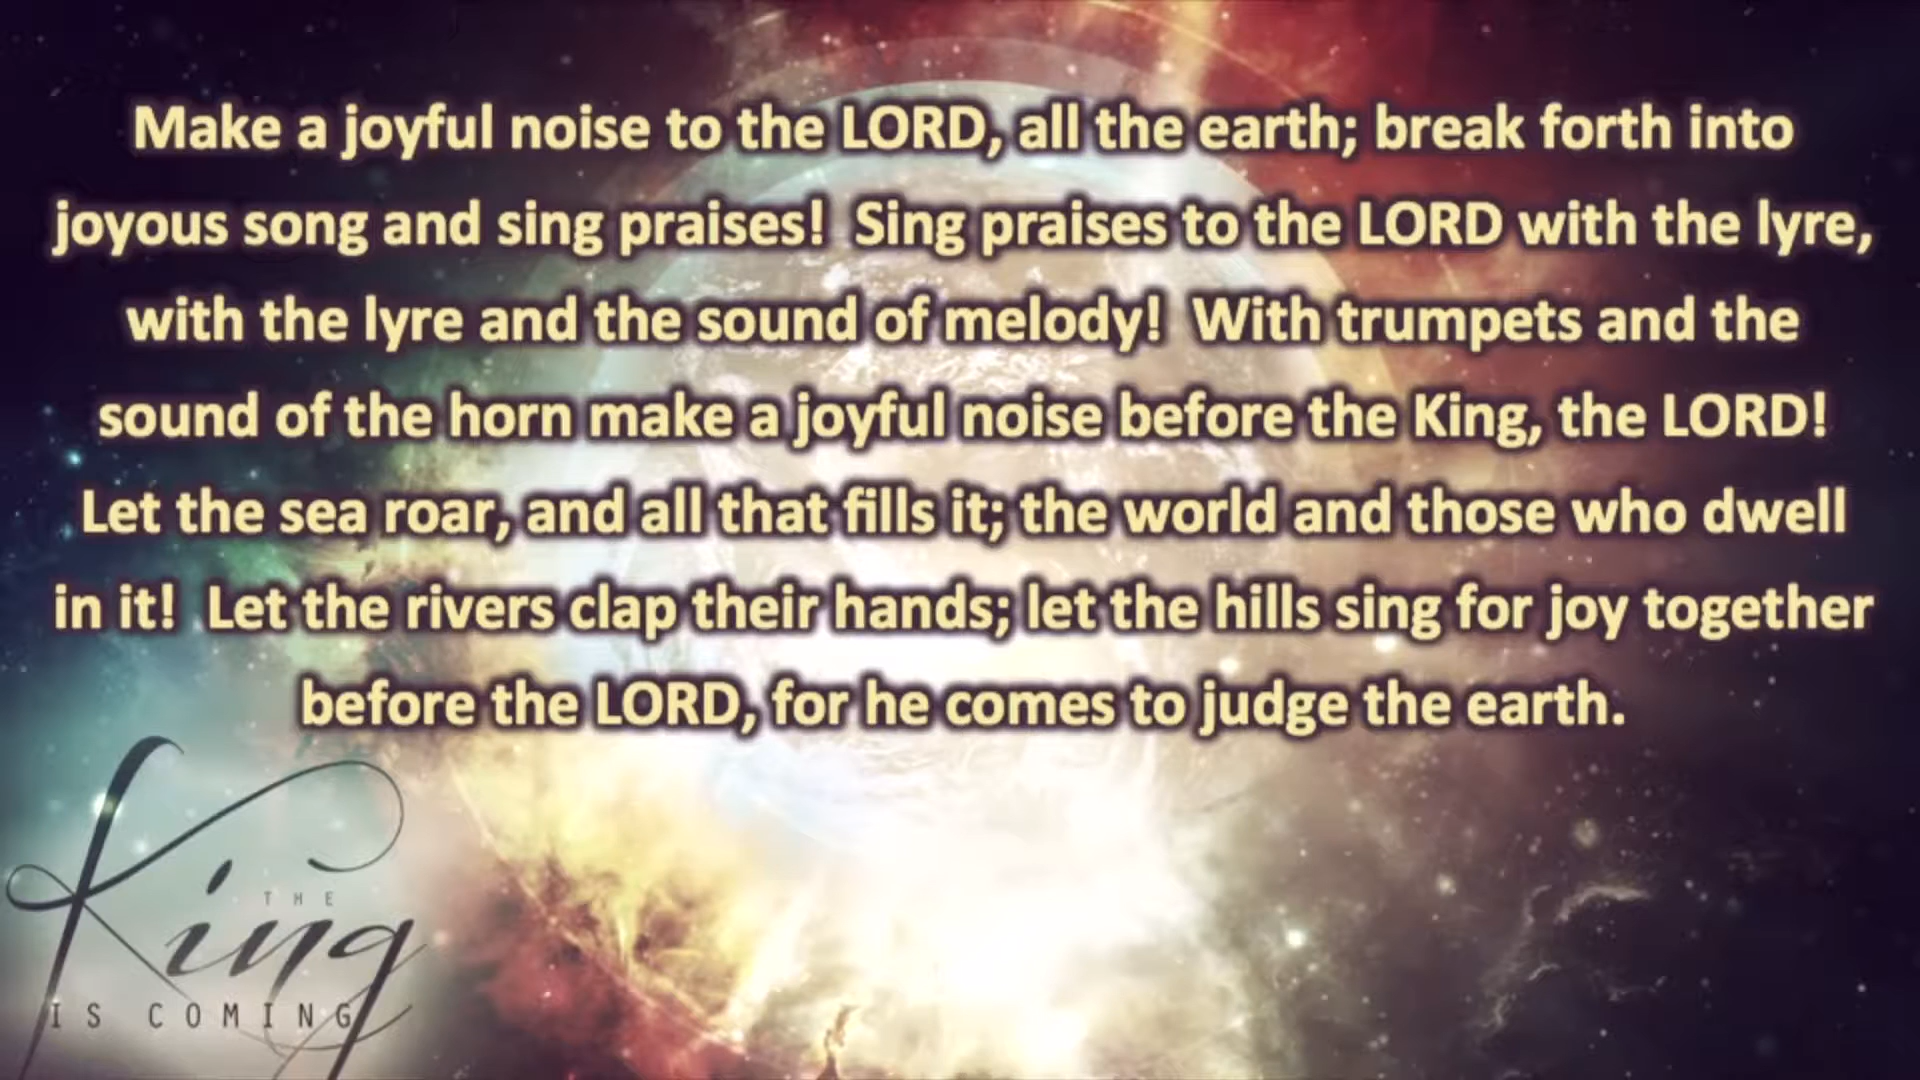 Make a joyful noise to the LORD, all the earth; break forth into
joyous song and sing praises!  Sing praises to the LORD with the lyre,
with the lyre and the sound of melody!  With trumpets and the
sound of the horn make a joyful noise before the King, the LORD!
Let the sea roar, and all that fills it; the world and those who dwell
in it!  Let the rivers clap their hands; let the hills sing for joy together
before the LORD, for he comes to judge the earth.
THE
King
IS COMING